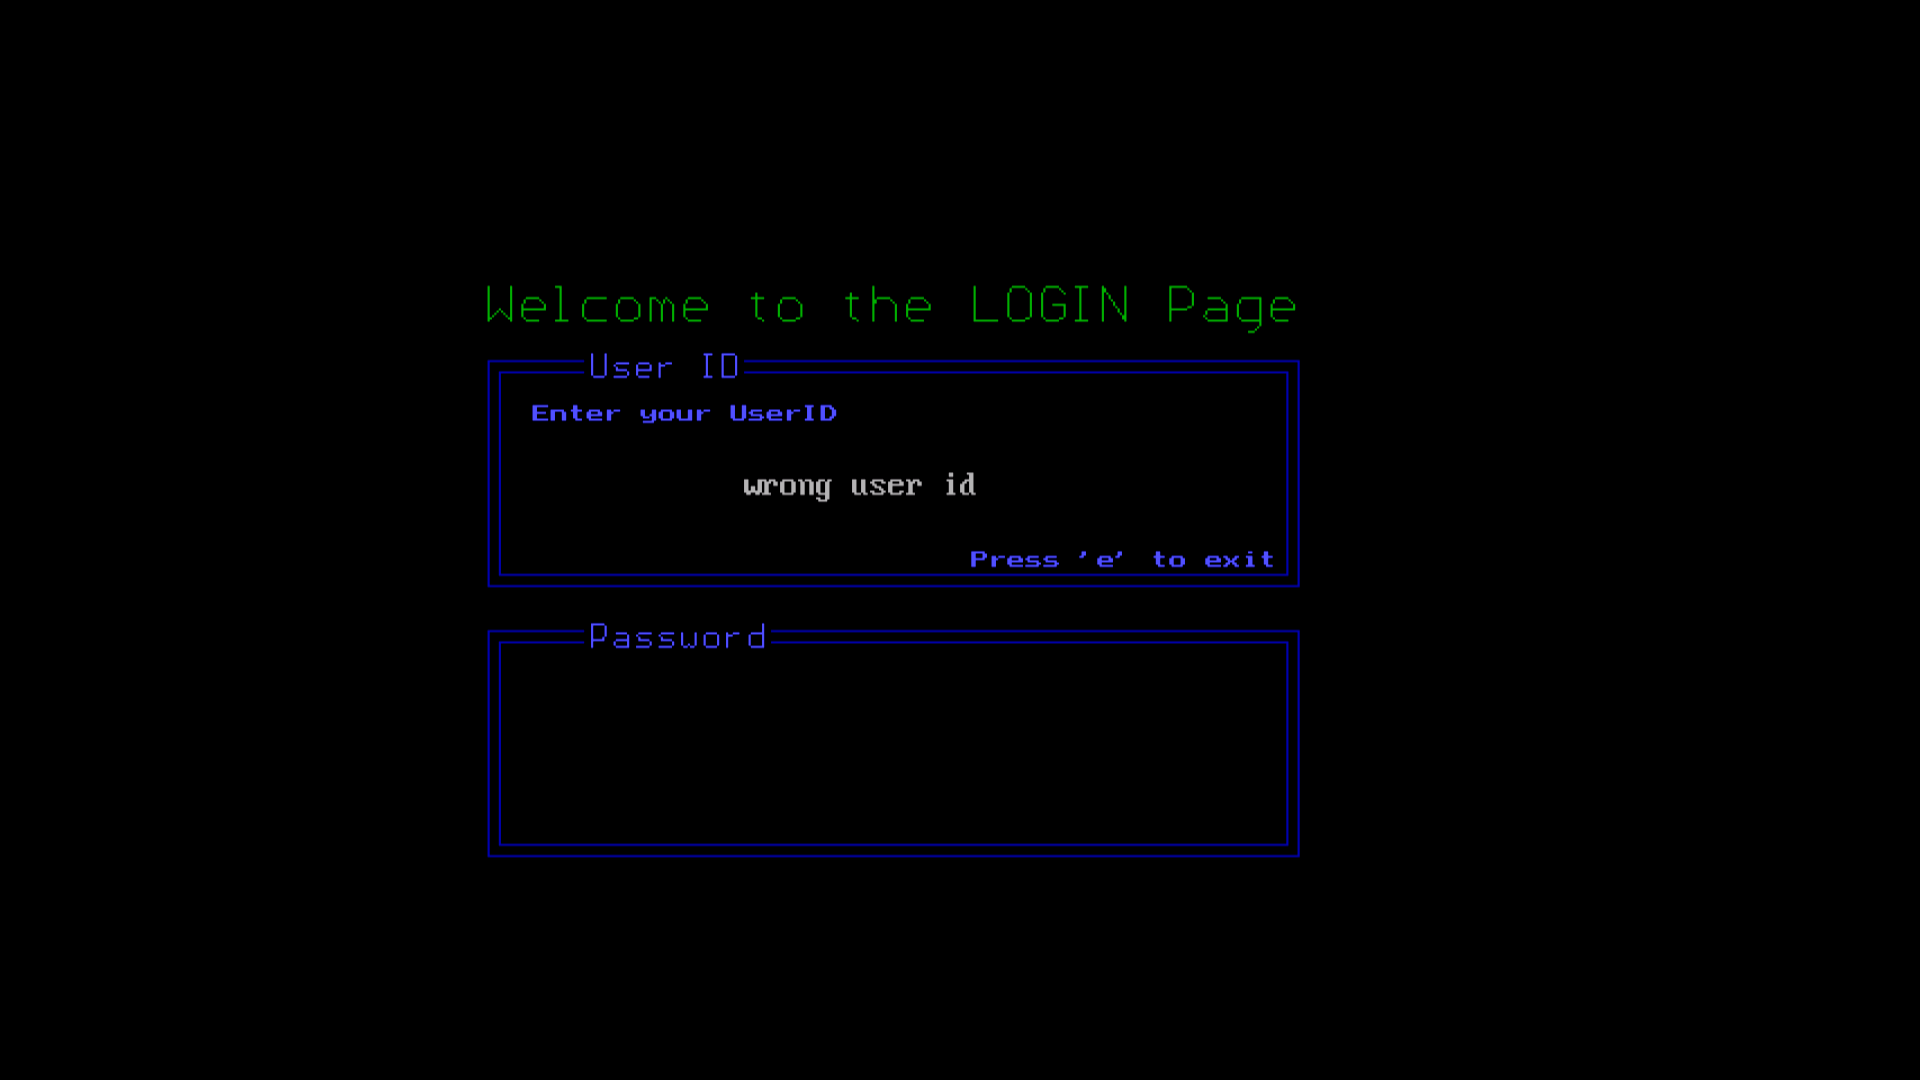 Welcome to the LOGIN Page
User ID
Enter your UserID
wrong user id
Press 'e' to exit
Password